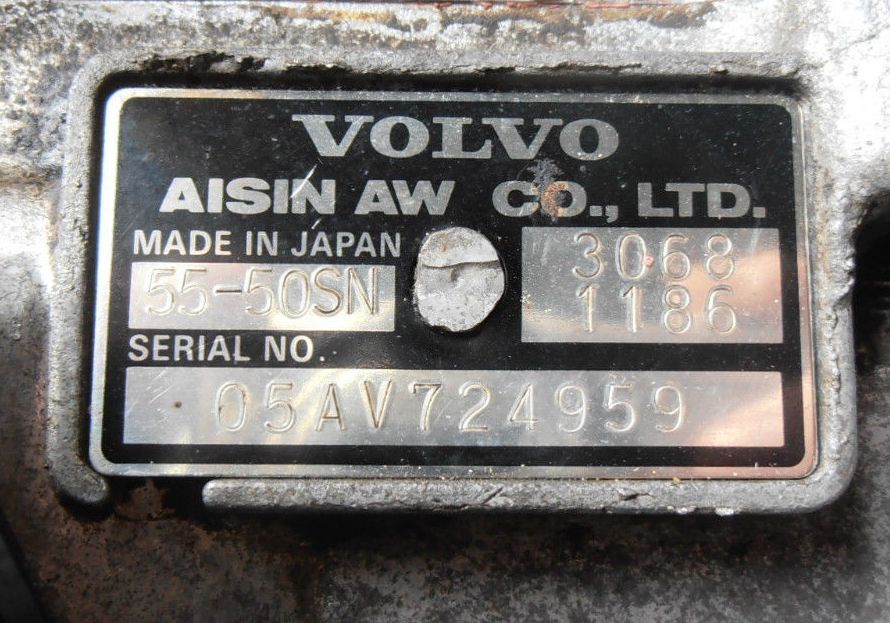 VOLVO
AISIN AW CO., LTD.
MADE IN JAPAN
55-50SN
3068
1186
SERIAL NO.
05AV724959